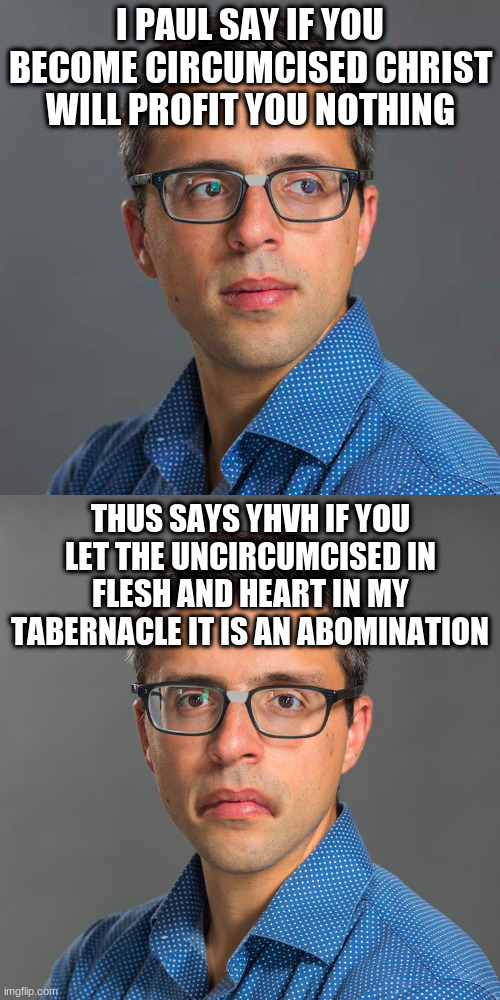 I PAUL SAY IF YOU
BECOME CIRCUMCISED CHRIST
WILL PROFIT YOU NOTHING
THUS SAYS YHVH IF YOU
LET THE UNCIRCUMCISED IN
FLESH AND HEART IN MY
TABERNACLE IT IS AN ABOMINATION
imgflip.com